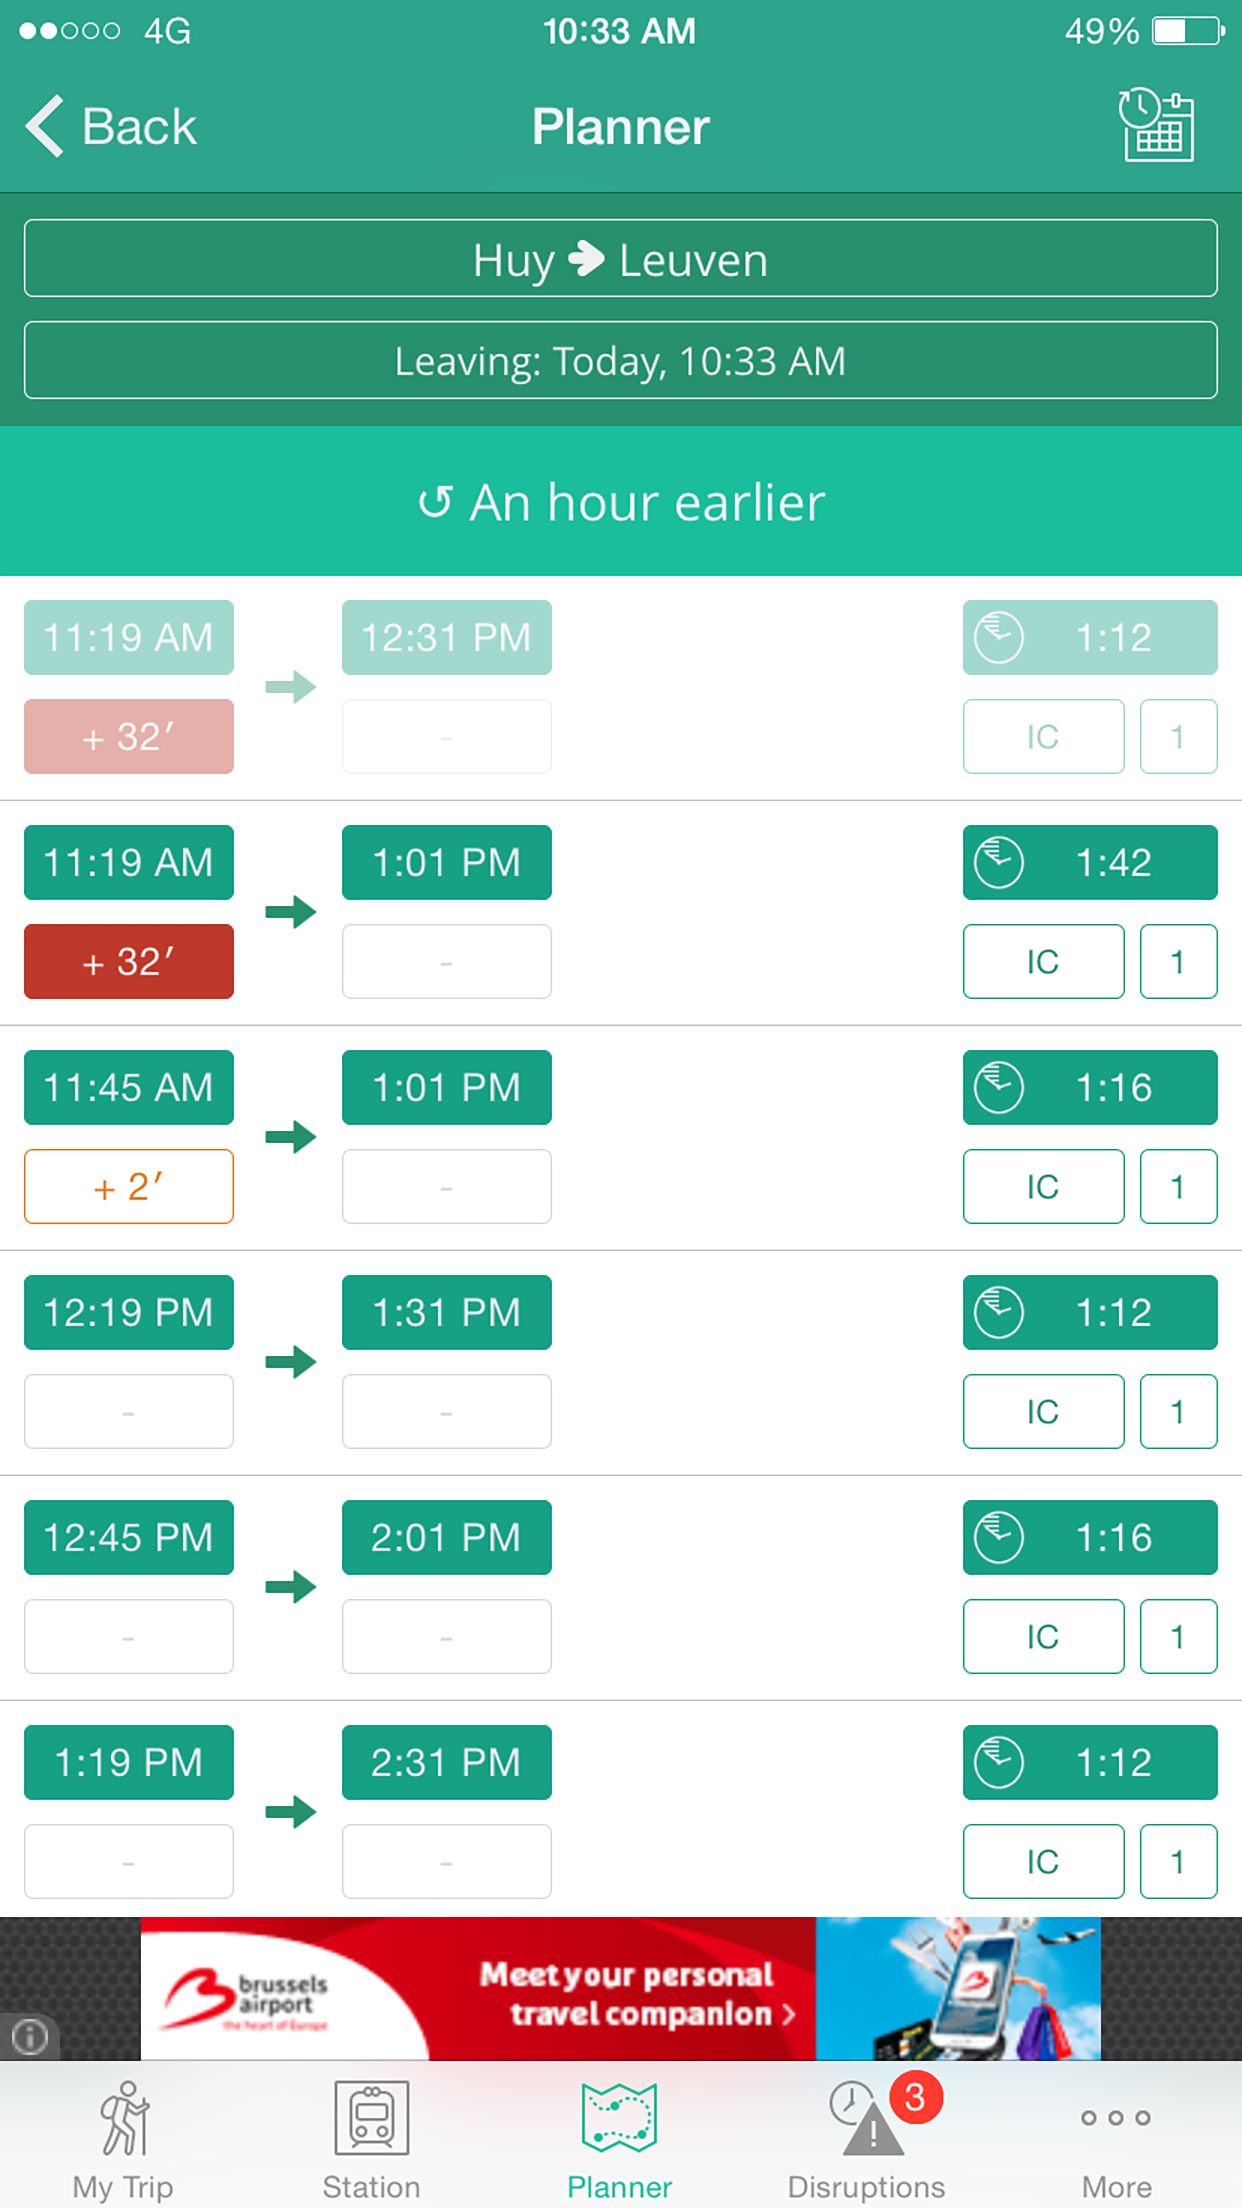 4G 10:33 AM 49%
Back Planner
Huy Leuven
Leaving: Today, 10:33 AM
An hour earlier
11:19 AM 12:31 PM 1:12
+ 32′ - IC 1
11:19 AM 1:01 PM 1:42
+ 32′ - IC 1
11:45 AM 1:01 PM 1:16
+ 2′ - IC 1
12:19 PM 1:31 PM 1:12
- - IC 1
12:45 PM 2:01 PM 1:16
- - IC 1
1:19 PM 2:31 PM 1:12
- - IC 1
brussels
airport
the heart of Europe
Meet your personal
travel companion >
3
My Trip Station Planner Disruptions More